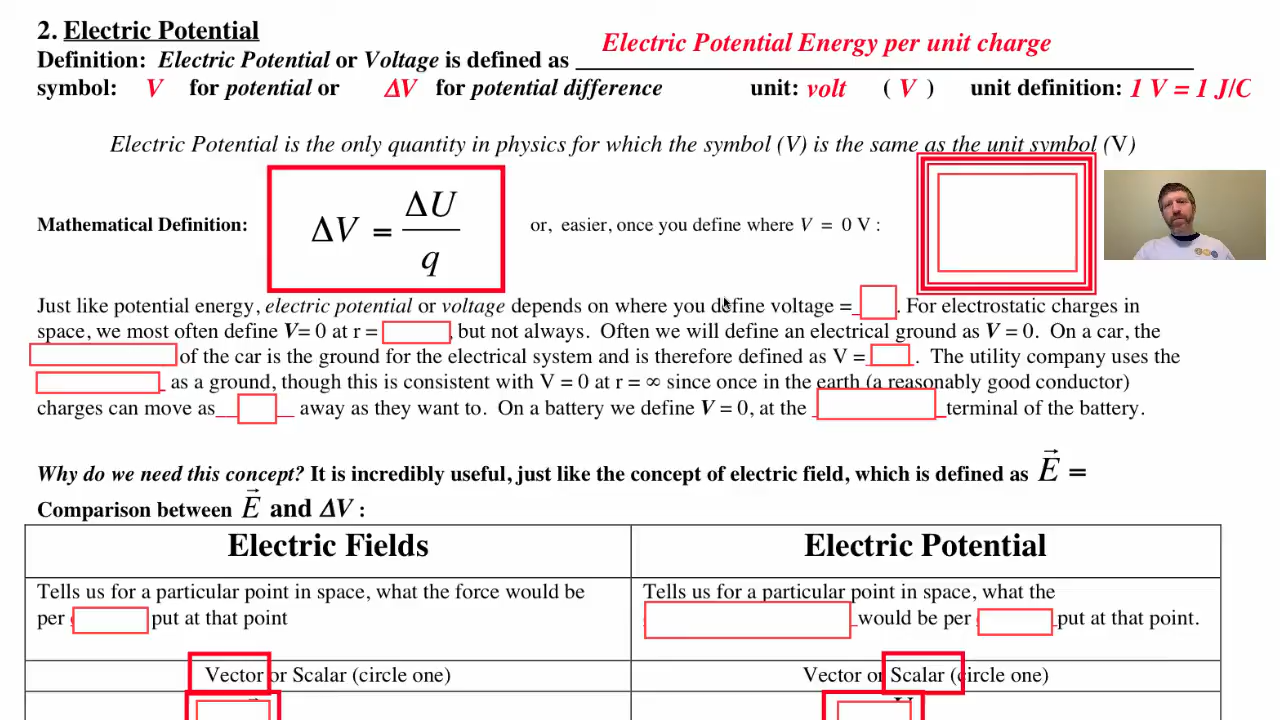 2. Electric Potential
Electric Potential Energy per unit charge
Definition: Electric Potential or Voltage is defined as
symbol: V for potential or ΔV for potential difference unit: volt ( V ) unit definition: 1 V = 1 J/C
Electric Potential is the only quantity in physics for which the symbol (V) is the same as the unit symbol (V)
Mathematical Definition: ΔV = ΔU / q or, easier, once you define where V = 0 V :
Just like potential energy, electric potential or voltage depends on where you define voltage = . For electrostatic charges in
space, we most often define V= 0 at r = , but not always. Often we will define an electrical ground as V = 0. On a car, the
of the car is the ground for the electrical system and is therefore defined as V = . The utility company uses the
as a ground, though this is consistent with V = 0 at r = ∞ since once in the earth (a reasonably good conductor)
charges can move as away as they want to. On a battery we define V = 0, at the terminal of the battery.
Why do we need this concept? It is incredibly useful, just like the concept of electric field, which is defined as E⃗ =
Comparison between E⃗ and ΔV :
Electric Fields Electric Potential
Tells us for a particular point in space, what the force would be
per put at that point
Tells us for a particular point in space, what the
would be per put at that point.
Vector or Scalar (circle one) Vector or Scalar (circle one)